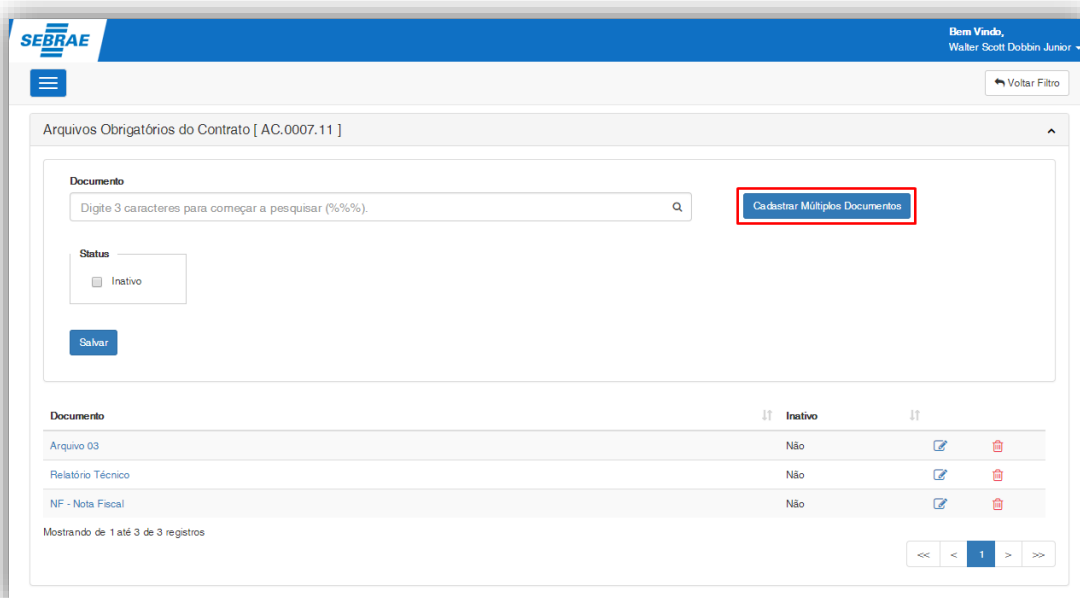 SEBRAE
Bem Vindo,
Walter Scott Dobbin Junior
Voltar Filtro
Arquivos Obrigatórios do Contrato [ AC.0007.11 ]
Documento
Digite 3 caracteres para começar a pesquisar (%%%).
Cadastrar Múltiplos Documentos
Status
Inativo
Salvar
Documento Inativo
Arquivo 03 Não
Relatório Técnico Não
NF - Nota Fiscal Não
Mostrando de 1 até 3 de 3 registros
<< < 1 > >>